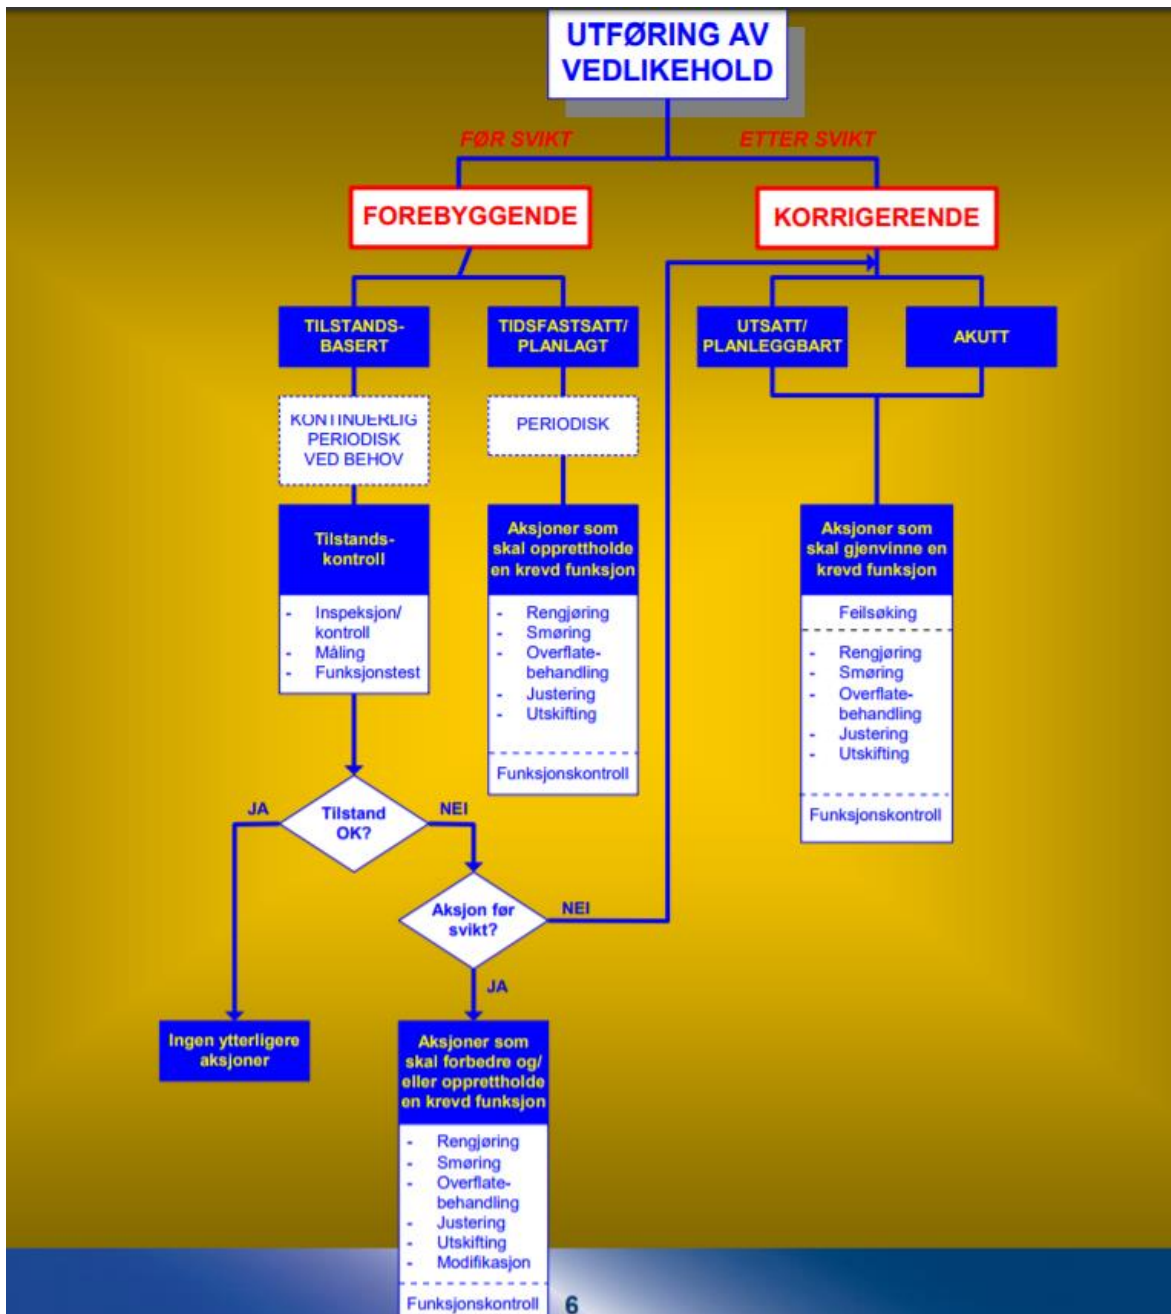 UTFØRING AV
VEDLIKEHOLD
FØR SVIKT
ETTER SVIKT
FOREBYGGENDE
KORRIGERENDE
TILSTANDS-
BASERT
TIDSFASTSATT/
PLANLAGT
UTSATT/
PLANLEGGBART
AKUTT
KONTINUERLIG
PERIODISK
VED BEHOV
PERIODISK
Tilstands-
kontroll
- Inspeksjon/
kontroll
- Måling
- Funksjonstest
Aksjoner som
skal opprettholde
en krevd funksjon
- Rengjøring
- Smøring
- Overflate-
behandling
- Justering
- Utskifting
Funksjonskontroll
Aksjoner som
skal gjenvinne en
krevd funksjon
Feilsøking
- Rengjøring
- Smøring
- Overflate-
behandling
- Justering
- Utskifting
Funksjonskontroll
JA
Tilstand
OK?
NEI
Aksjon før
svikt?
NEI
JA
Ingen ytterligere
aksjoner
Aksjoner som
skal forbedre og/
eller opprettholde
en krevd funksjon
- Rengjøring
- Smøring
- Overflate-
behandling
- Justering
- Utskifting
- Modifikasjon
Funksjonskontroll
6